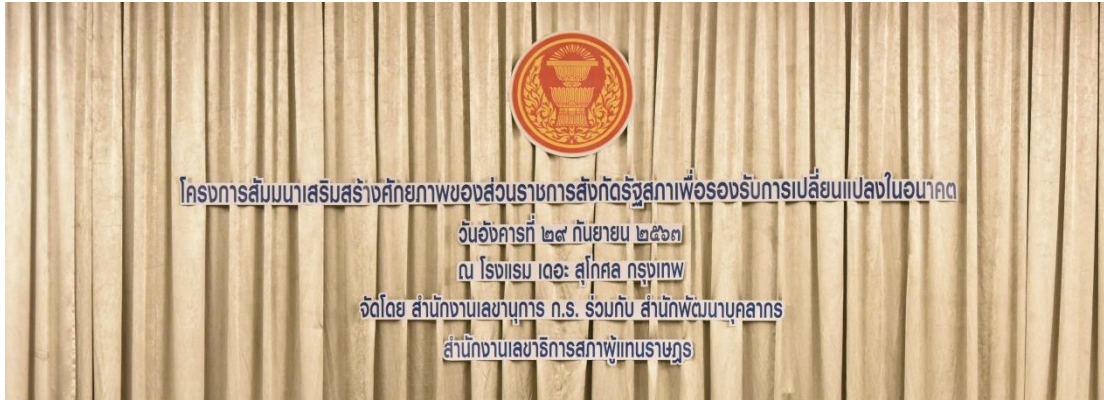 โครงการสัมมนาเสริมสร้างศักยภาพของส่วนราชการสังกัดรัฐสภาเพื่อรองรับการเปลี่ยนแปลงในอนาคต
วันอังคารที่ ๒๙ กันยายน ๒๕๖๓
ณ โรงแรม เดอะ สุโกศล กรุงเทพ
จัดโดย สำนักงานเลขานุการ ก.ร. ร่วมกับ สำนักพัฒนาบุคลากร
สำนักงานเลขาธิการสภาผู้แทนราษฎร